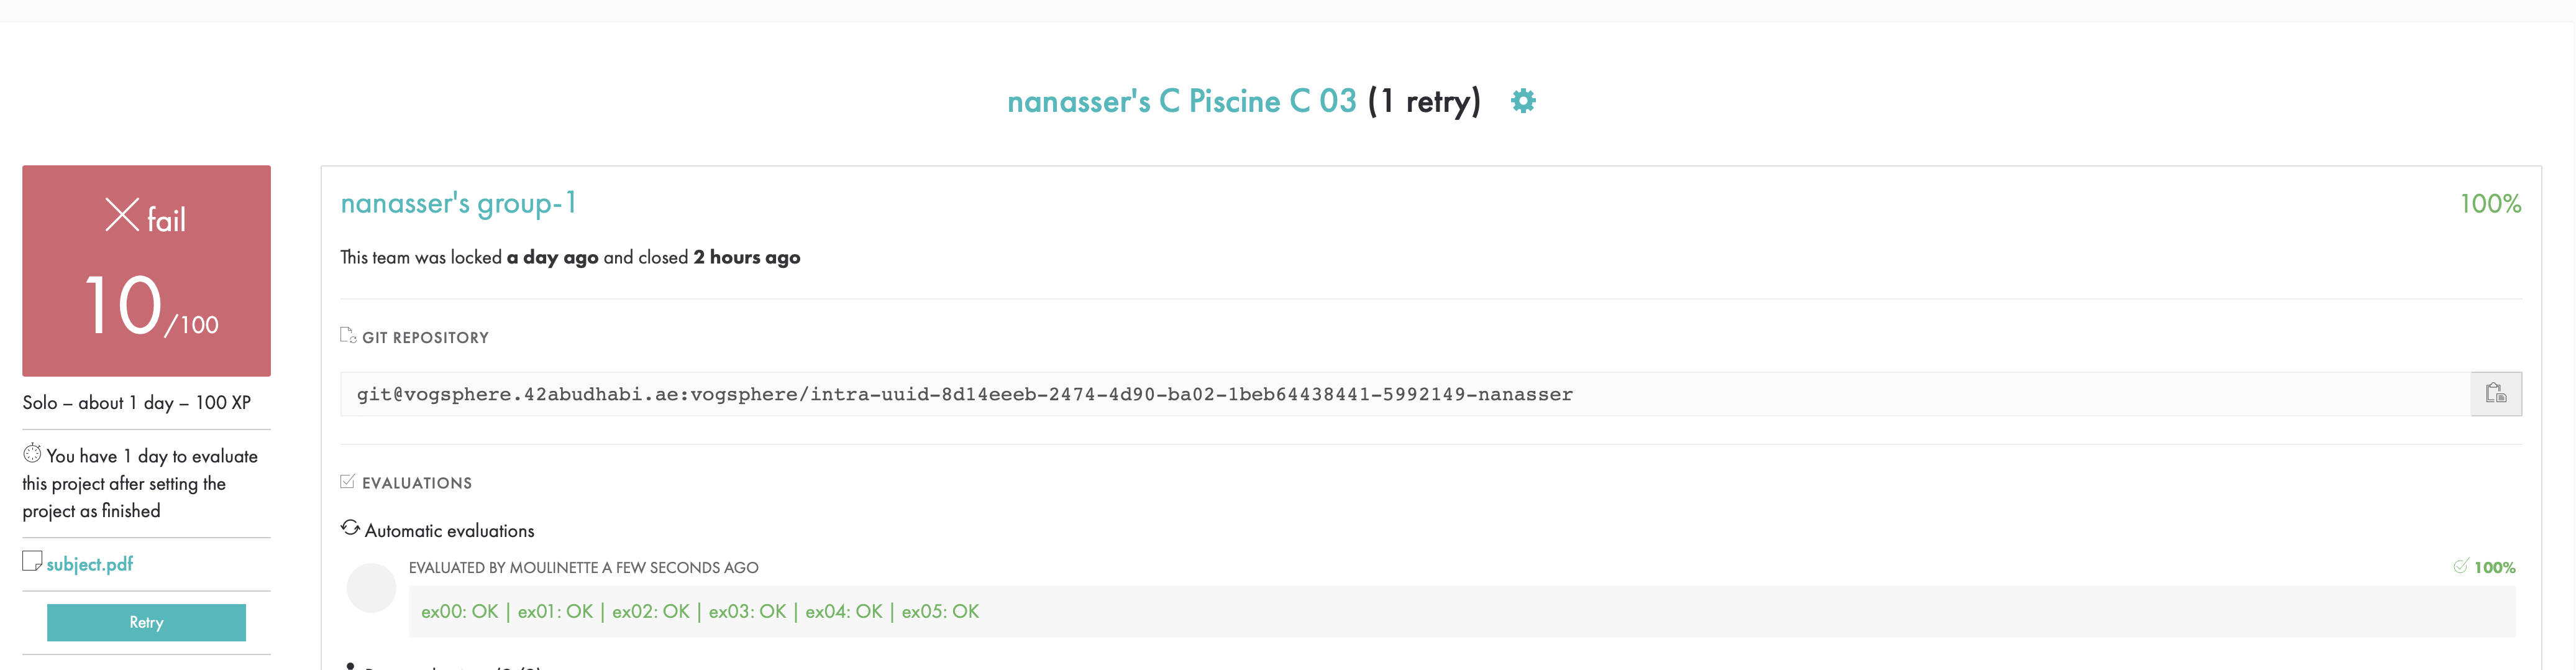 nanasser's C Piscine C 03 (1 retry)
fail
10/100
Solo – about 1 day – 100 XP
You have 1 day to evaluate
this project after setting the
project as finished
subject.pdf
Retry
nanasser's group-1
100%
This team was locked a day ago and closed 2 hours ago
GIT REPOSITORY
git@vogsphere.42abudhabi.ae:vogsphere/intra-uuid-8d14eeeb-2474-4d90-ba02-1beb64438441-5992149-nanasser
EVALUATIONS
Automatic evaluations
EVALUATED BY MOULINETTE A FEW SECONDS AGO
100%
ex00: OK | ex01: OK | ex02: OK | ex03: OK | ex04: OK | ex05: OK